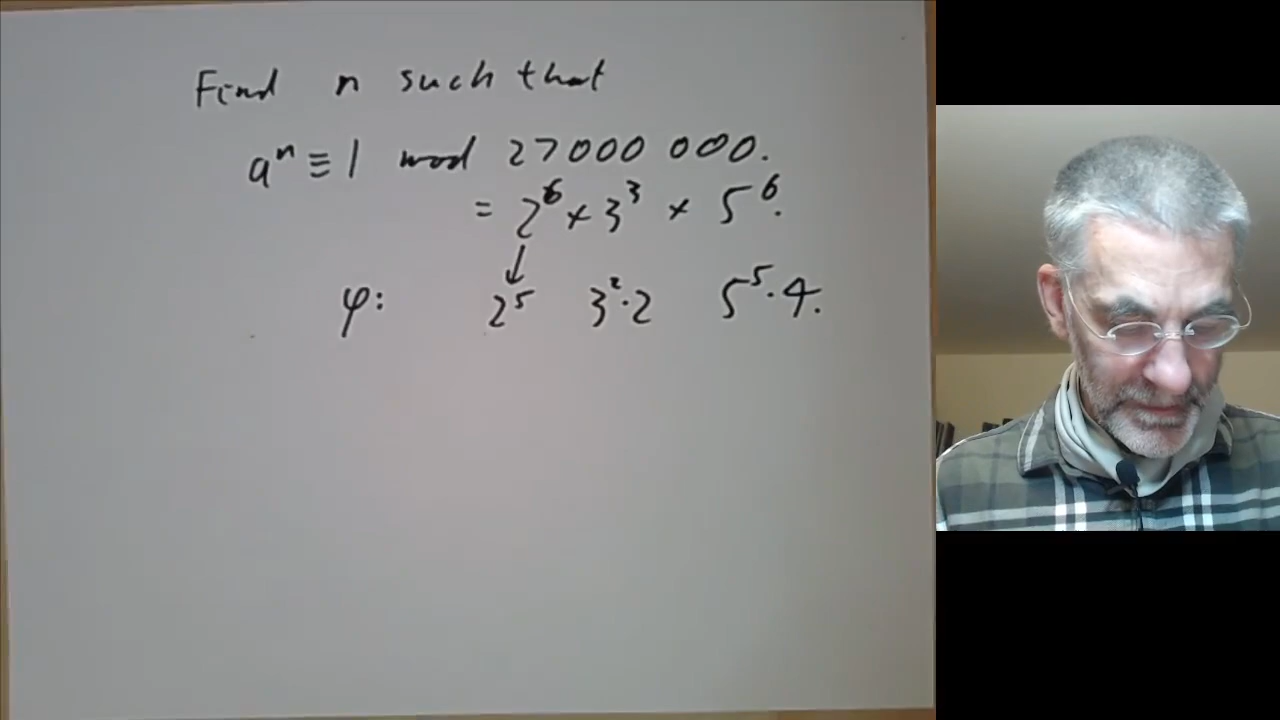 Find n such that
aⁿ ≡ 1 mod 27000 000.
= 2⁶ × 3³ × 5⁶.
↓
φ: 2⁵ 3²·2 5⁵·4.